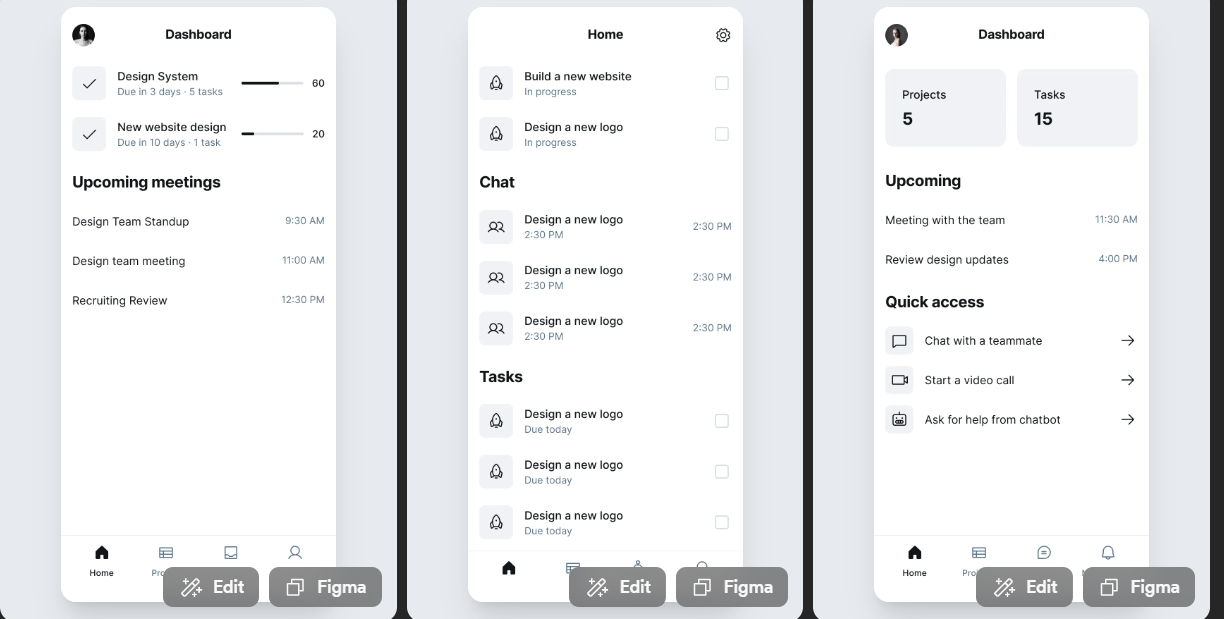 Dashboard
Design System
Due in 3 days · 5 tasks
60
New website design
Due in 10 days · 1 task
20
Upcoming meetings
Design Team Standup
9:30 AM
Design team meeting
11:00 AM
Recruiting Review
12:30 PM
Home
Edit
Figma
Home
Build a new website
In progress
Design a new logo
In progress
Chat
Design a new logo
2:30 PM
2:30 PM
Design a new logo
2:30 PM
2:30 PM
Design a new logo
2:30 PM
2:30 PM
Tasks
Design a new logo
Due today
Design a new logo
Due today
Design a new logo
Due today
Edit
Figma
Dashboard
Projects
5
Tasks
15
Upcoming
Meeting with the team
11:30 AM
Review design updates
4:00 PM
Quick access
Chat with a teammate
Start a video call
Ask for help from chatbot
Home
Edit
Figma